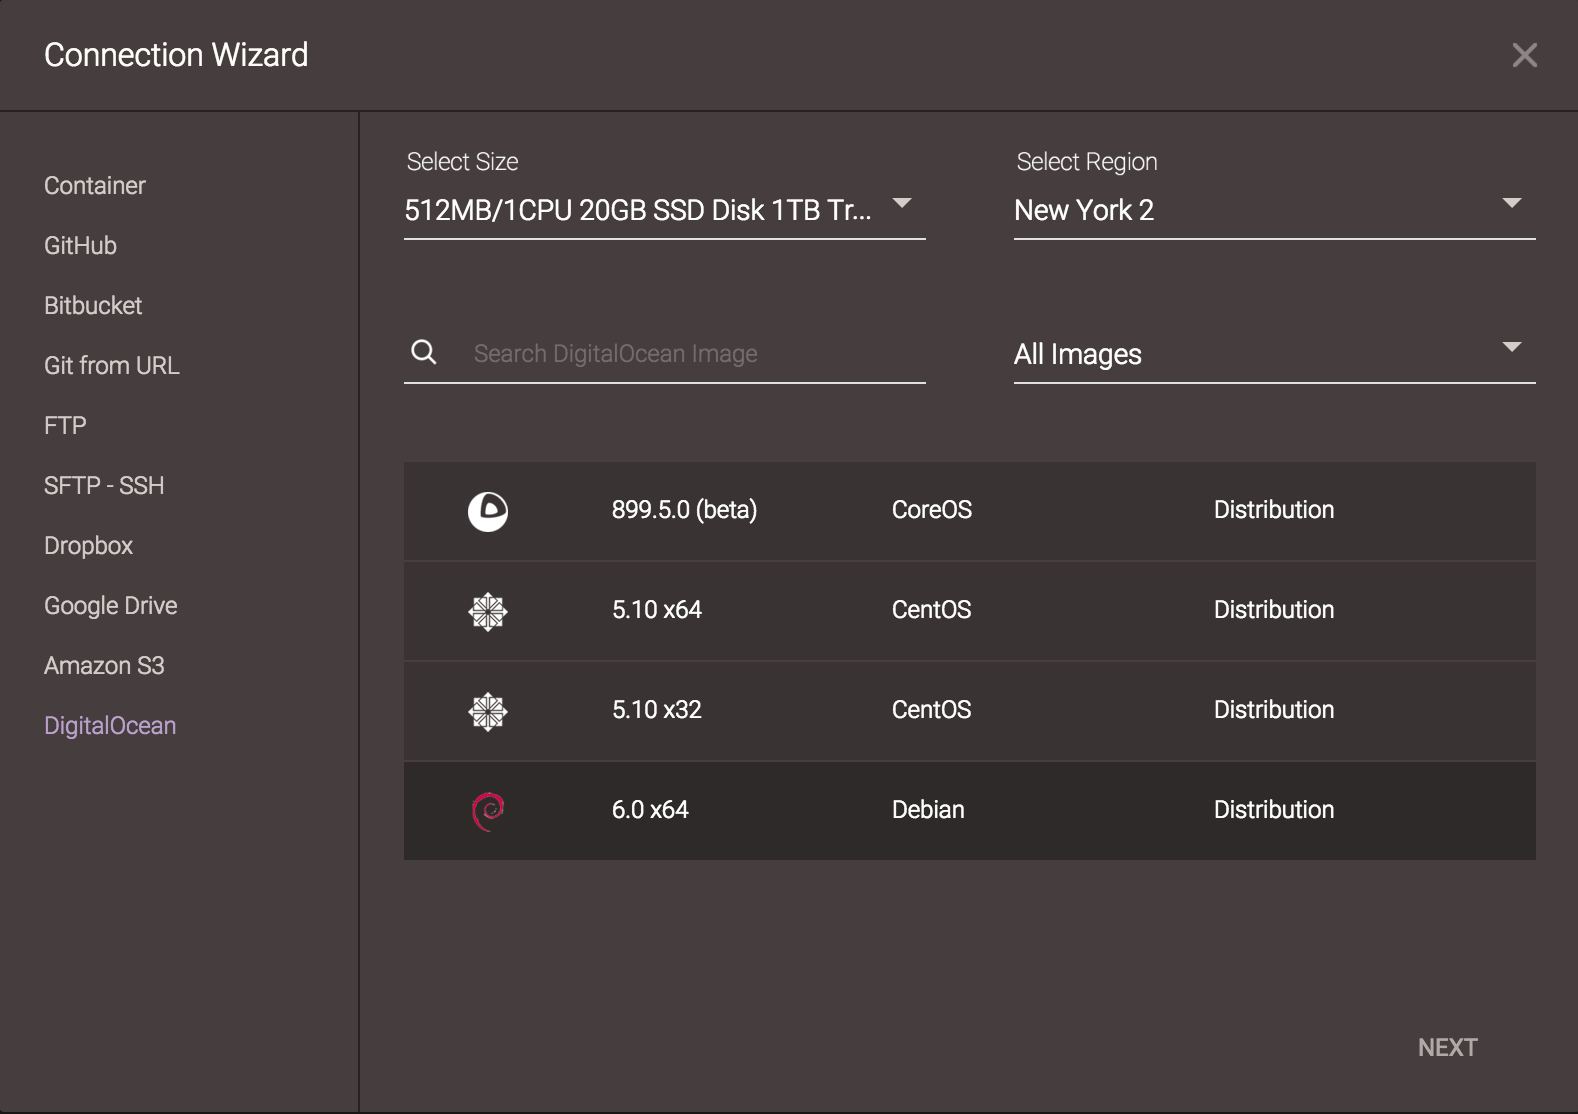 Connection Wizard
Container
GitHub
Bitbucket
Git from URL
FTP
SFTP - SSH
Dropbox
Google Drive
Amazon S3
DigitalOcean
Select Size
512MB/1CPU 20GB SSD Disk 1TB Tr...
Select Region
New York 2
Search DigitalOcean Image
All Images
899.5.0 (beta) CoreOS Distribution
5.10 x64 CentOS Distribution
5.10 x32 CentOS Distribution
6.0 x64 Debian Distribution
NEXT